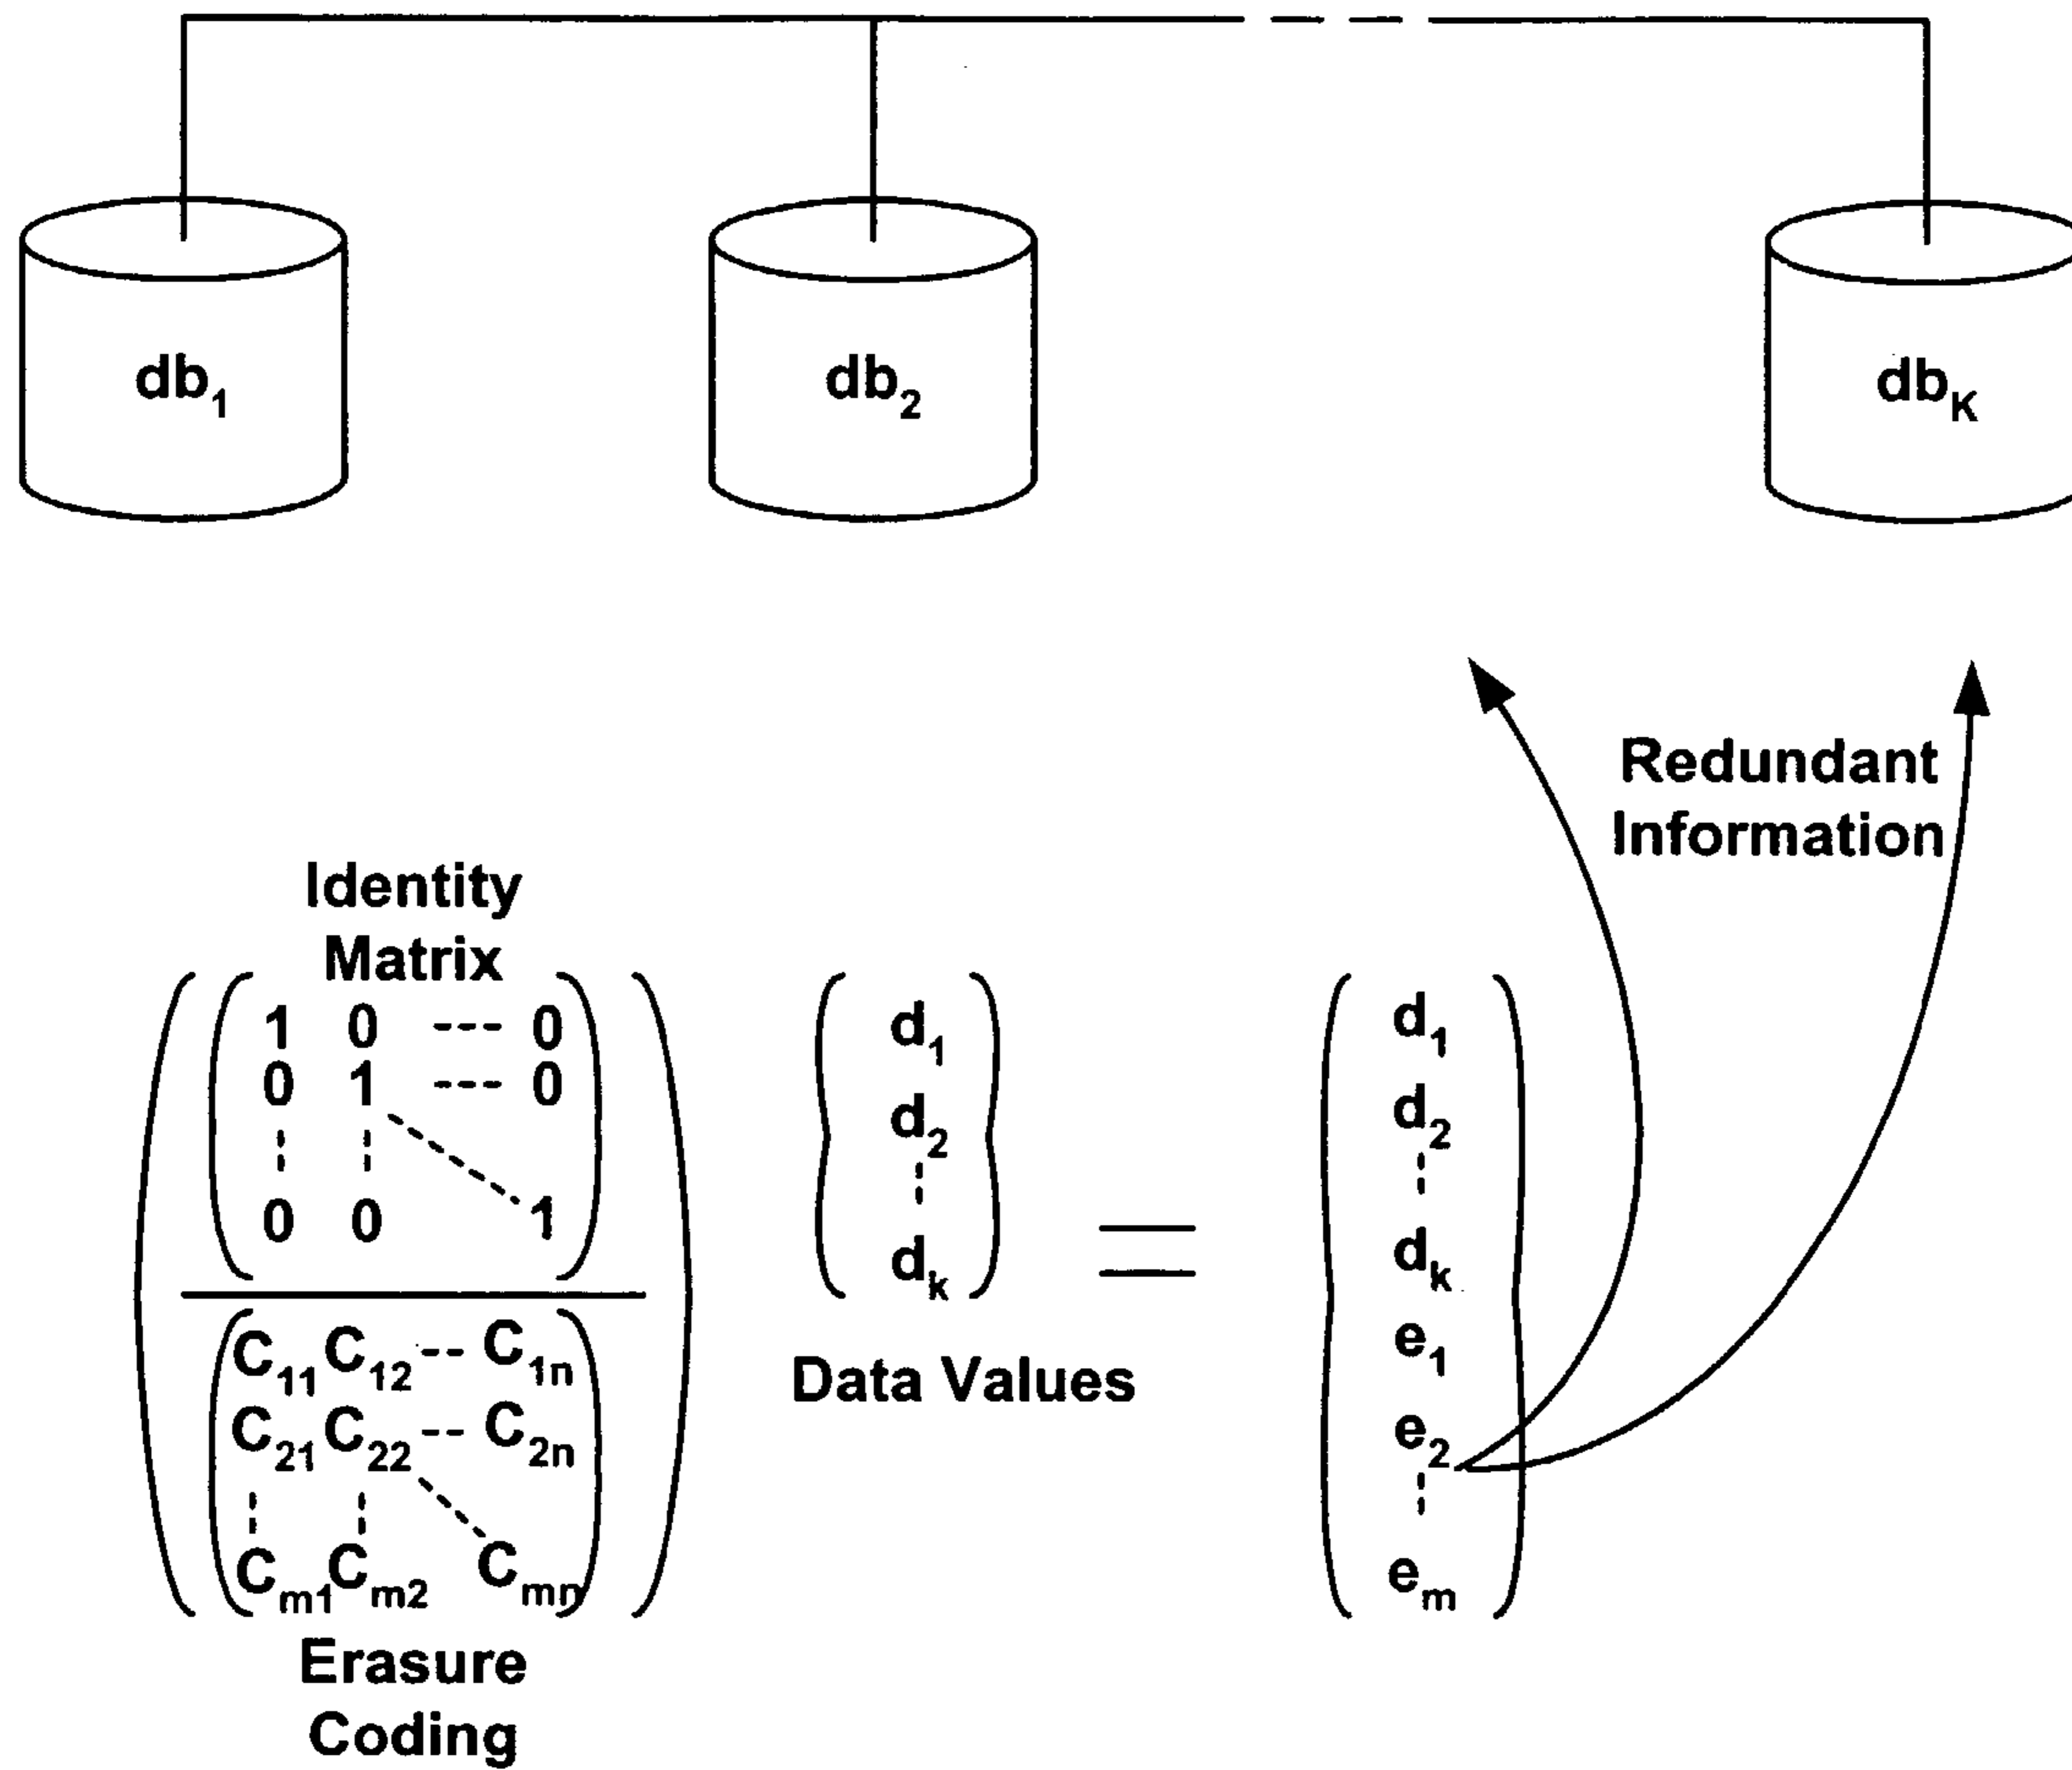 db₁ db₂ db_K
Redundant
Information
Identity
Matrix
1 0 --- 0
0 1 --- 0
0 0 1
C₁₁ C₁₂ -- C₁ₙ
C₂₁ C₂₂ -- C₂ₙ
Cₘ₁ Cₘ₂ Cₘₙ
Erasure
Coding
d₁
d₂
dₖ
Data Values
=
d₁
d₂
dₖ
e₁
e₂
eₘ